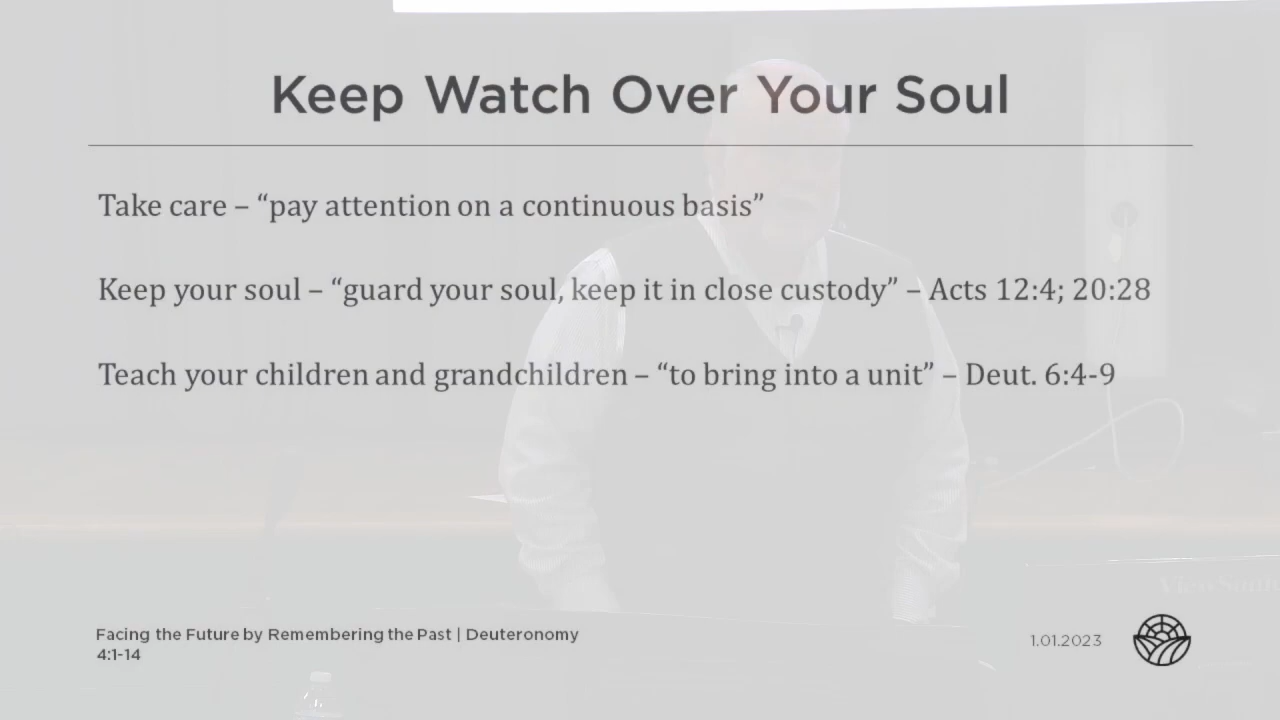 Keep Watch Over Your Soul
Take care – “pay attention on a continuous basis”
Keep your soul – “guard your soul, keep it in close custody” – Acts 12:4; 20:28
Teach your children and grandchildren – “to bring into a unit” – Deut. 6:4-9
Facing the Future by Remembering the Past | Deuteronomy
4:1-14
1.01.2023
ViewSonic